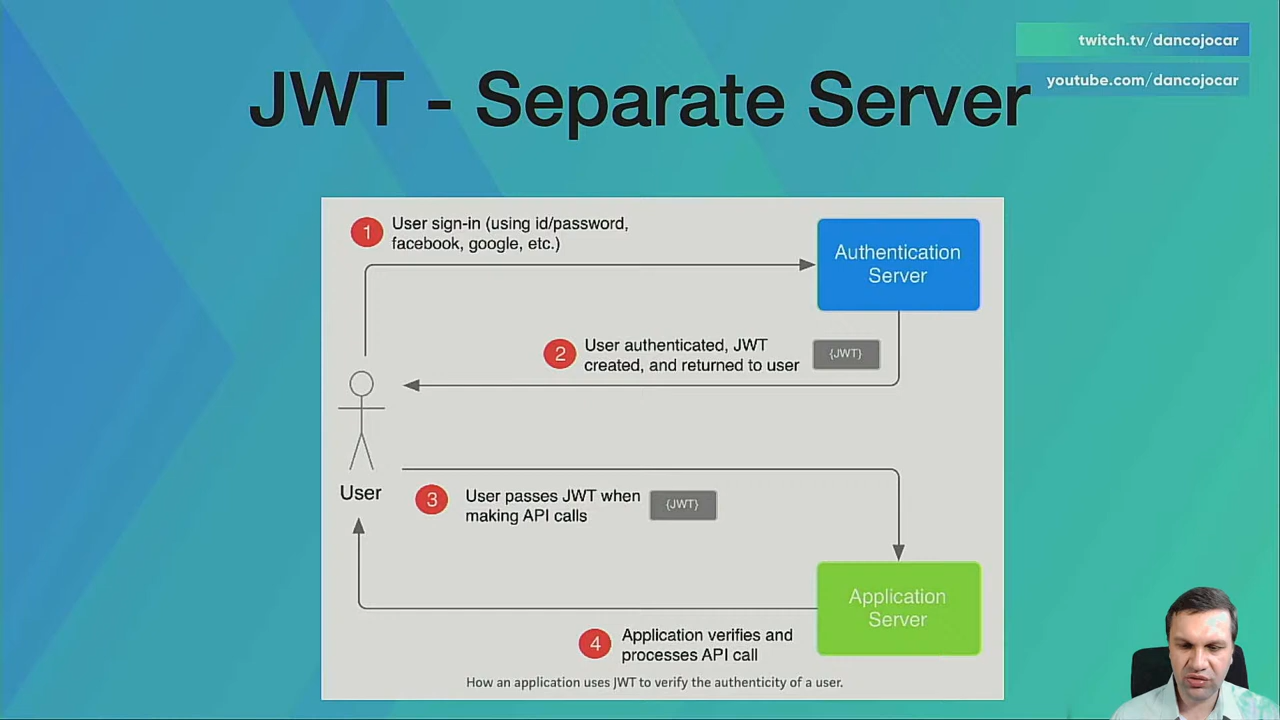 twitch.tv/dancojocar
youtube.com/dancojocar
JWT - Separate Server
1
User sign-in (using id/password,
facebook, google, etc.)
Authentication
Server
2
User authenticated, JWT
created, and returned to user
{JWT}
User
3
User passes JWT when
making API calls
{JWT}
Application
Server
4
Application verifies and
processes API call
How an application uses JWT to verify the authenticity of a user.